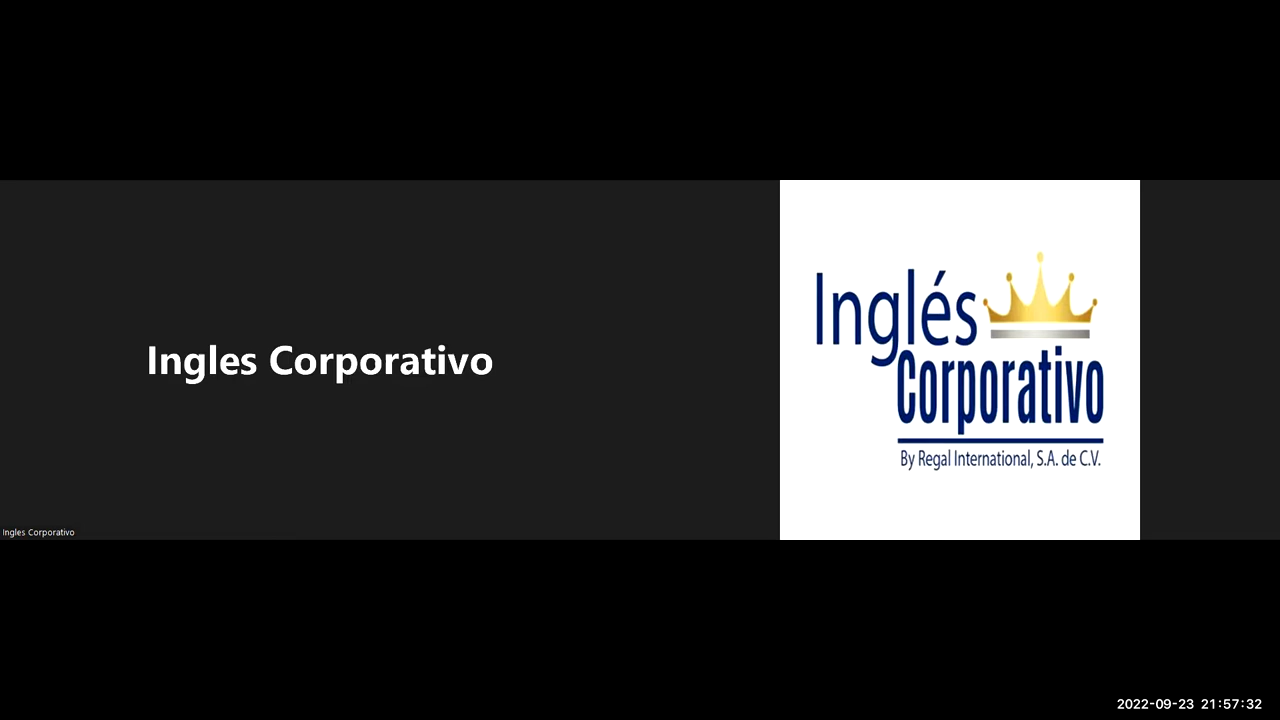 Ingles Corporativo
Ingles Corporativo
Inglés
Corporativo
By Regal International, S.A. de C.V.
2022-09-23 21:57:32